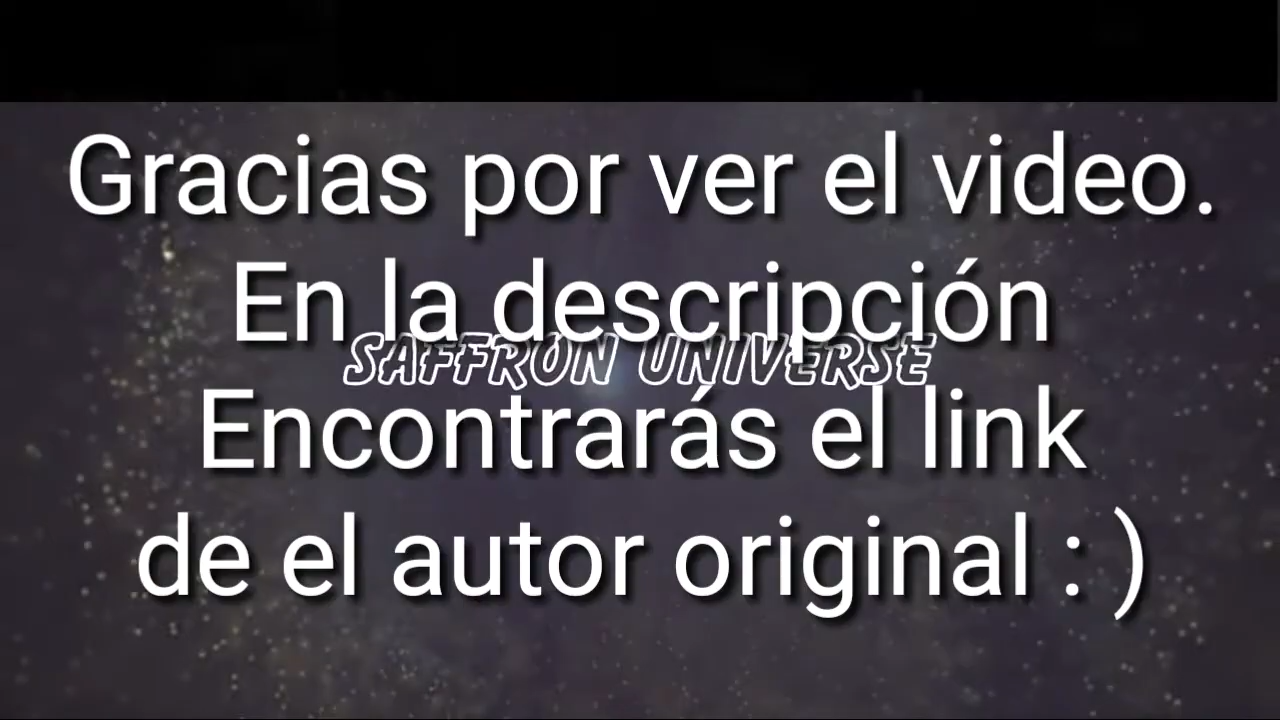 Gracias por ver el video.
En la descripción
SAFFRON UNIVERSE
Encontrarás el link
de el autor original : )